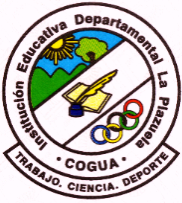 Institución Educativa Departamental La Plazuela
· COGUA ·
TRABAJO. CIENCIA. DEPORTE